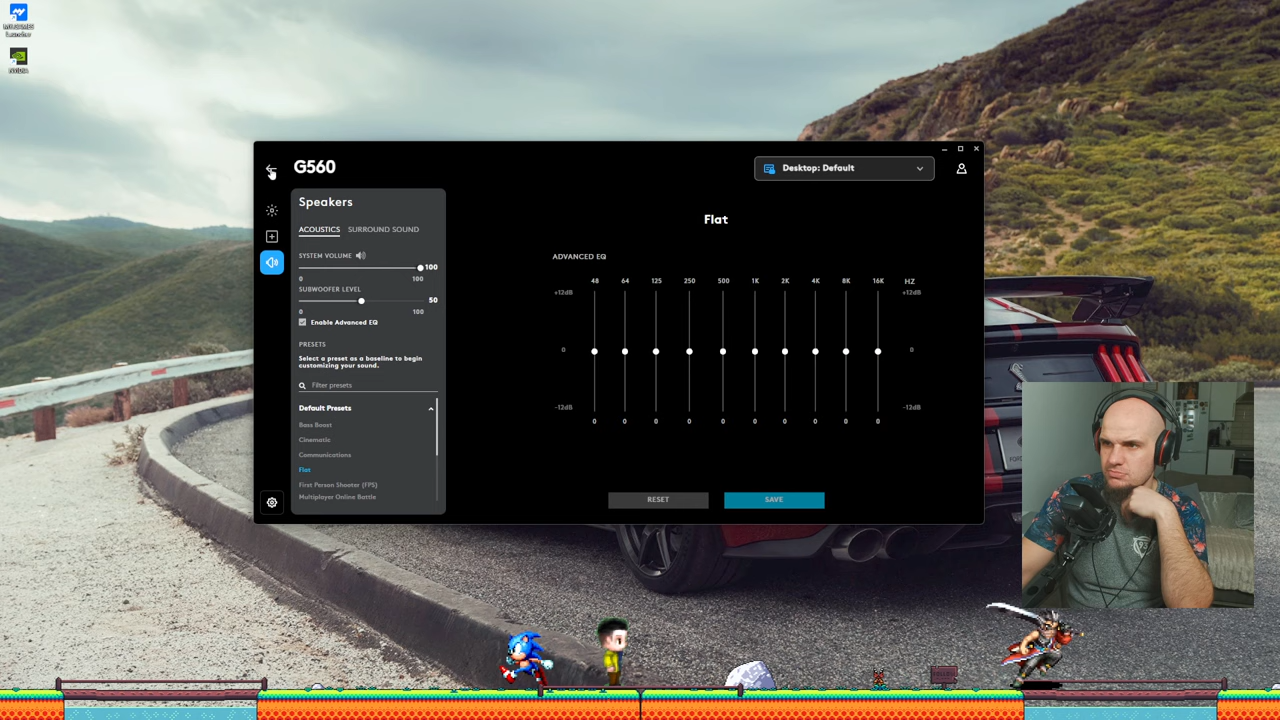 MY.GAMES
Launcher
NVIDIA
G560
Desktop: Default
Speakers
ACOUSTICS SURROUND SOUND
SYSTEM VOLUME
100
0 100
SUBWOOFER LEVEL
50
0 100
Enable Advanced EQ
PRESETS
Select a preset as a baseline to begin
customizing your sound.
Filter presets
Default Presets
Bass Boost
Cinematic
Communications
Flat
First Person Shooter (FPS)
Multiplayer Online Battle
Flat
ADVANCED EQ
48 64 125 250 500 1K 2K 4K 8K 16K HZ
+12dB +12dB
0 0
-12dB -12dB
0 0 0 0 0 0 0 0 0 0
RESET SAVE